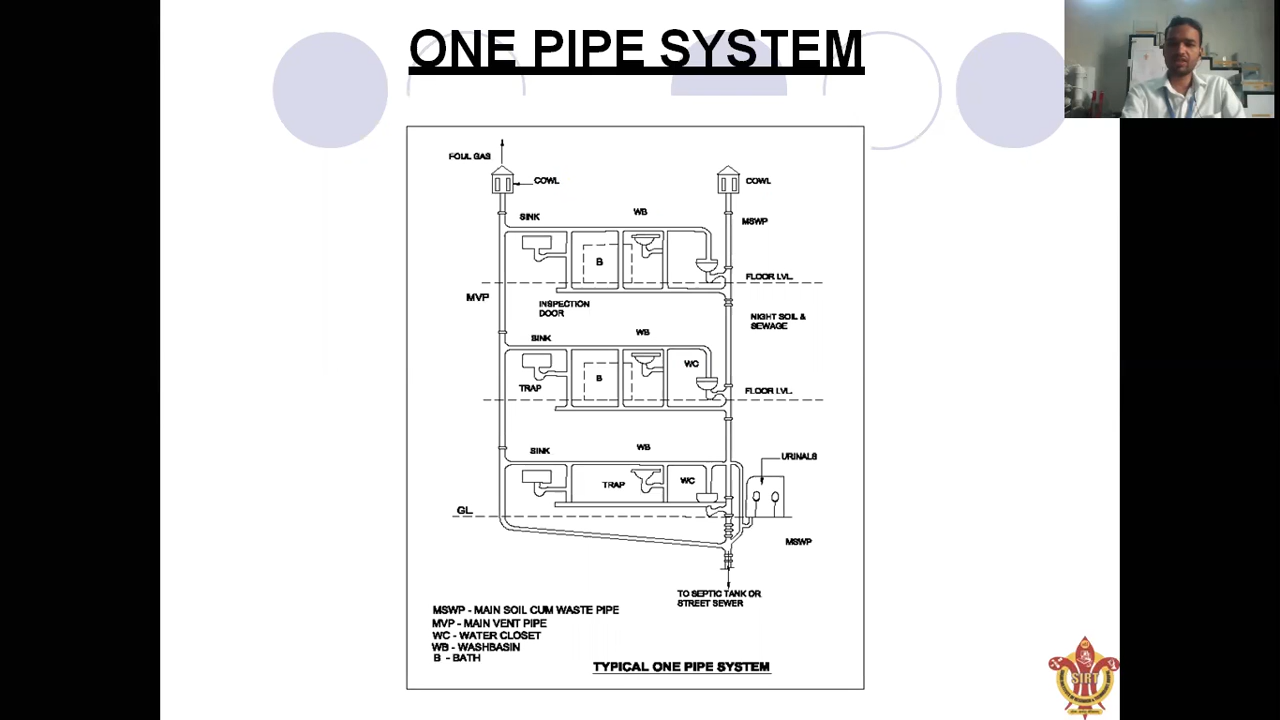 ONE PIPE SYSTEM
FOUL GAS
COWL
COWL
SINK
WB
MSWP
B
FLOOR LVL.
MVP
INSPECTION
DOOR
NIGHT SOIL &
SEWAGE
SINK
WB
WC
B
TRAP
FLOOR LVL.
SINK
WB
URINALS
TRAP
WC
GL
MSWP
TO SEPTIC TANK OR
STREET SEWER
MSWP - MAIN SOIL CUM WASTE PIPE
MVP - MAIN VENT PIPE
WC - WATER CLOSET
WB - WASHBASIN
B - BATH
TYPICAL ONE PIPE SYSTEM
SIRT